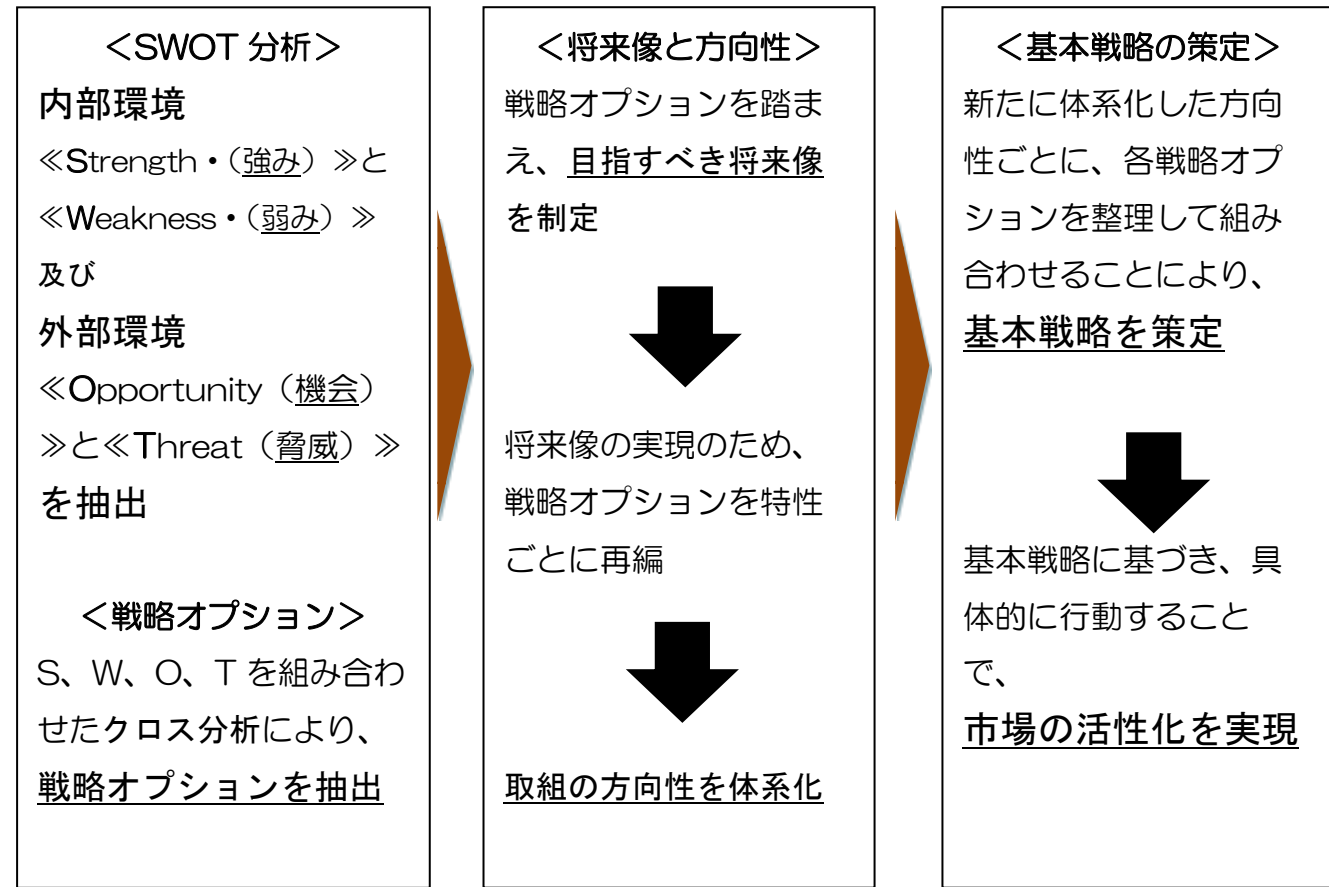 ＜SWOT 分析＞
内部環境
≪Strength・（強み）≫と
≪Weakness・（弱み）≫
及び
外部環境
≪Opportunity（機会）
≫と≪Threat（脅威）≫
を抽出
＜戦略オプション＞
S、W、O、T を組み合わ
せたクロス分析により、
戦略オプションを抽出
＜将来像と方向性＞
戦略オプションを踏ま
え、目指すべき将来像
を制定
将来像の実現のため、
戦略オプションを特性
ごとに再編
取組の方向性を体系化
＜基本戦略の策定＞
新たに体系化した方向
性ごとに、各戦略オプ
ションを整理して組み
合わせることにより、
基本戦略を策定
基本戦略に基づき、具
体的に行動すること
で、
市場の活性化を実現